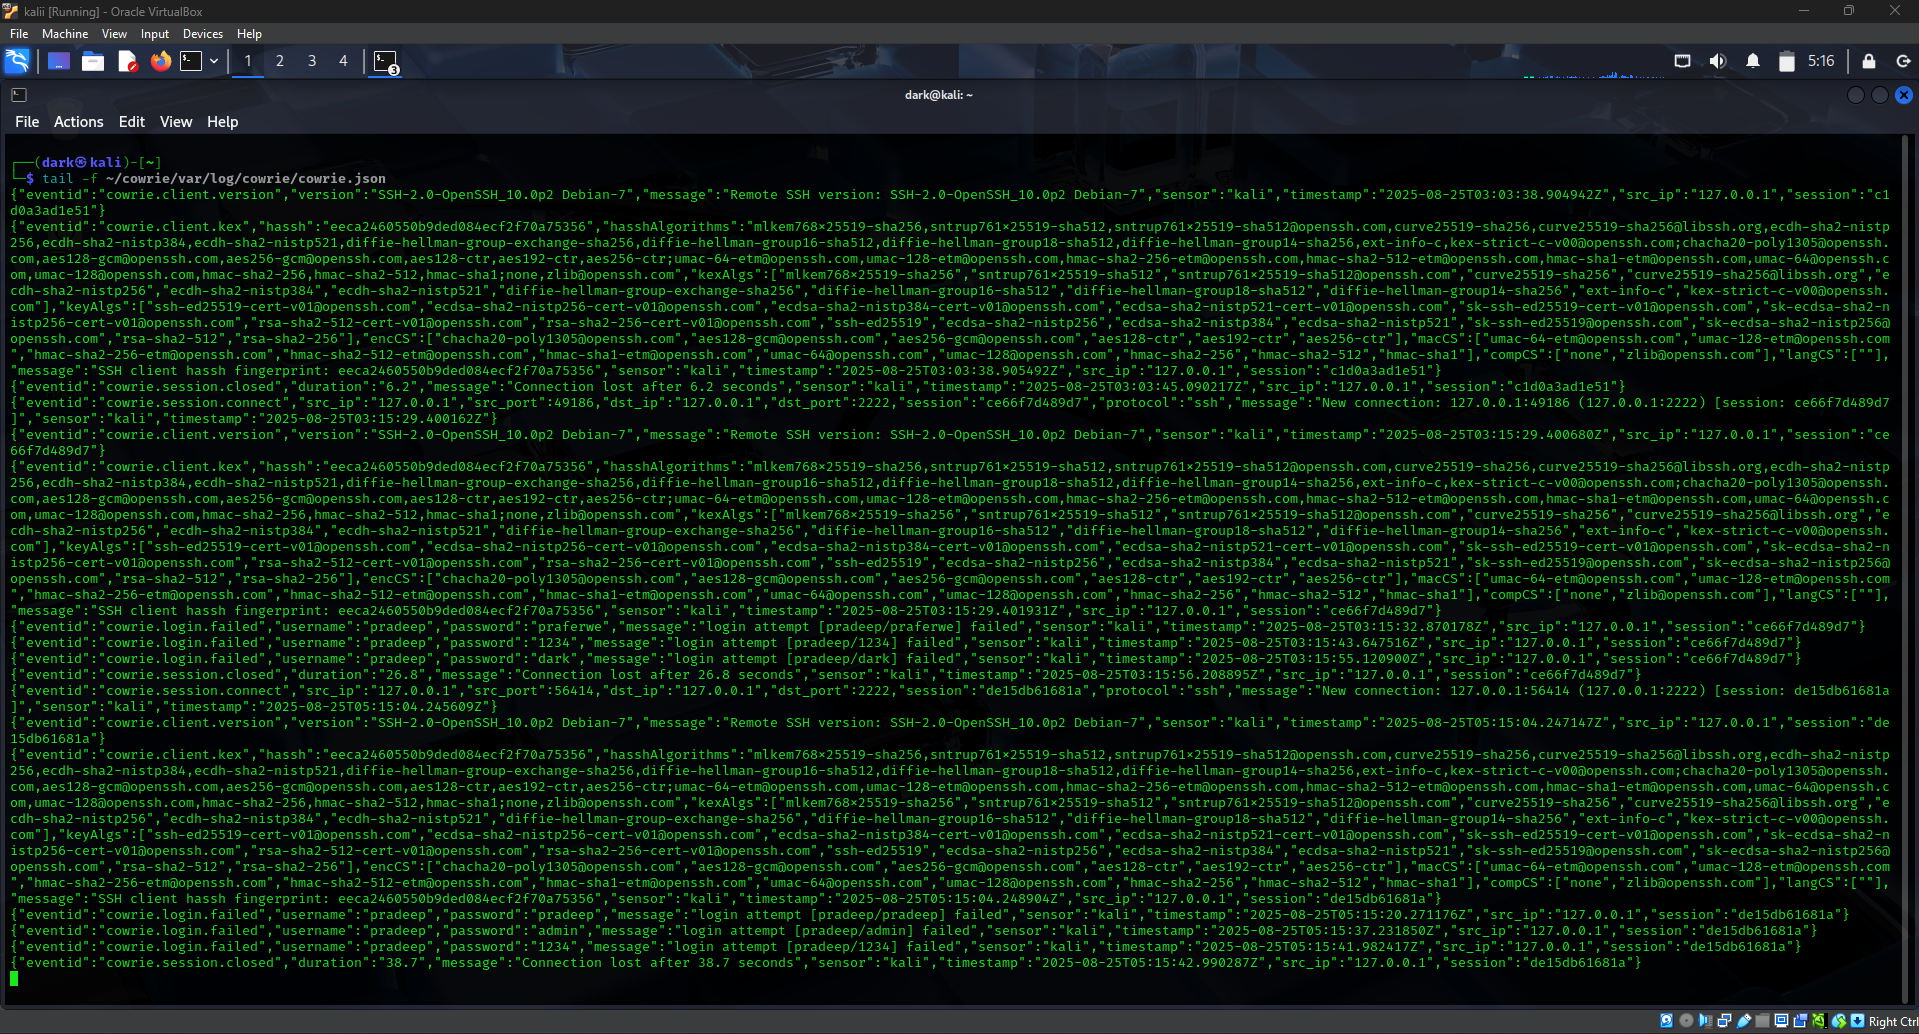 kalii [Running] - Oracle VirtualBox
File Machine View Input Devices Help
1 2 3 4 3 5:16
dark@kali: ~
File Actions Edit View Help
┌──(dark㉿kali)-[~]
└─$ tail -f ~/cowrie/var/log/cowrie/cowrie.json
{"eventid":"cowrie.client.version","version":"SSH-2.0-OpenSSH_10.0p2 Debian-7","message":"Remote SSH version: SSH-2.0-OpenSSH_10.0p2 Debian-7","sensor":"kali","timestamp":"2025-08-25T03:03:38.904942Z","src_ip":"127.0.0.1","session":"c1
d0a3ad1e51"}
{"eventid":"cowrie.client.kex","hassh":"eeca2460550b9ded084ecf2f70a75356","hasshAlgorithms":"mlkem768×25519-sha256,sntrup761×25519-sha512,sntrup761×25519-sha512@openssh.com,curve25519-sha256,curve25519-sha256@libssh.org,ecdh-sha2-nistp
256,ecdh-sha2-nistp384,ecdh-sha2-nistp521,diffie-hellman-group-exchange-sha256,diffie-hellman-group16-sha512,diffie-hellman-group18-sha512,diffie-hellman-group14-sha256,ext-info-c,kex-strict-c-v00@openssh.com;chacha20-poly1305@openssh.
com,aes128-gcm@openssh.com,aes256-gcm@openssh.com,aes128-ctr,aes192-ctr,aes256-ctr;umac-64-etm@openssh.com,umac-128-etm@openssh.com,hmac-sha2-256-etm@openssh.com,hmac-sha2-512-etm@openssh.com,hmac-sha1-etm@openssh.com,umac-64@openssh.c
om,umac-128@openssh.com,hmac-sha2-256,hmac-sha2-512,hmac-sha1;none,zlib@openssh.com","kexAlgs":["mlkem768×25519-sha256","sntrup761×25519-sha512","sntrup761×25519-sha512@openssh.com","curve25519-sha256","curve25519-sha256@libssh.org","e
cdh-sha2-nistp256","ecdh-sha2-nistp384","ecdh-sha2-nistp521","diffie-hellman-group-exchange-sha256","diffie-hellman-group16-sha512","diffie-hellman-group18-sha512","diffie-hellman-group14-sha256","ext-info-c","kex-strict-c-v00@openssh.
com"],"keyAlgs":["ssh-ed25519-cert-v01@openssh.com","ecdsa-sha2-nistp256-cert-v01@openssh.com","ecdsa-sha2-nistp384-cert-v01@openssh.com","ecdsa-sha2-nistp521-cert-v01@openssh.com","sk-ssh-ed25519-cert-v01@openssh.com","sk-ecdsa-sha2-n
istp256-cert-v01@openssh.com","rsa-sha2-512-cert-v01@openssh.com","rsa-sha2-256-cert-v01@openssh.com","ssh-ed25519","ecdsa-sha2-nistp256","ecdsa-sha2-nistp384","ecdsa-sha2-nistp521","sk-ssh-ed25519@openssh.com","sk-ecdsa-sha2-nistp256@
openssh.com","rsa-sha2-512","rsa-sha2-256"],"encCS":["chacha20-poly1305@openssh.com","aes128-gcm@openssh.com","aes256-gcm@openssh.com","aes128-ctr","aes192-ctr","aes256-ctr"],"macCS":["umac-64-etm@openssh.com","umac-128-etm@openssh.com
","hmac-sha2-256-etm@openssh.com","hmac-sha2-512-etm@openssh.com","hmac-sha1-etm@openssh.com","umac-64@openssh.com","umac-128@openssh.com","hmac-sha2-256","hmac-sha2-512","hmac-sha1"],"compCS":["none","zlib@openssh.com"],"langCS":[""],
"message":"SSH client hassh fingerprint: eeca2460550b9ded084ecf2f70a75356","sensor":"kali","timestamp":"2025-08-25T03:03:38.905492Z","src_ip":"127.0.0.1","session":"c1d0a3ad1e51"}
{"eventid":"cowrie.session.closed","duration":"6.2","message":"Connection lost after 6.2 seconds","sensor":"kali","timestamp":"2025-08-25T03:03:45.090217Z","src_ip":"127.0.0.1","session":"c1d0a3ad1e51"}
{"eventid":"cowrie.session.connect","src_ip":"127.0.0.1","src_port":49186,"dst_ip":"127.0.0.1","dst_port":2222,"session":"ce66f7d489d7","protocol":"ssh","message":"New connection: 127.0.0.1:49186 (127.0.0.1:2222) [session: ce66f7d489d7
]","sensor":"kali","timestamp":"2025-08-25T03:15:29.400162Z"}
{"eventid":"cowrie.client.version","version":"SSH-2.0-OpenSSH_10.0p2 Debian-7","message":"Remote SSH version: SSH-2.0-OpenSSH_10.0p2 Debian-7","sensor":"kali","timestamp":"2025-08-25T03:15:29.400680Z","src_ip":"127.0.0.1","session":"ce
66f7d489d7"}
{"eventid":"cowrie.client.kex","hassh":"eeca2460550b9ded084ecf2f70a75356","hasshAlgorithms":"mlkem768×25519-sha256,sntrup761×25519-sha512,sntrup761×25519-sha512@openssh.com,curve25519-sha256,curve25519-sha256@libssh.org,ecdh-sha2-nistp
256,ecdh-sha2-nistp384,ecdh-sha2-nistp521,diffie-hellman-group-exchange-sha256,diffie-hellman-group16-sha512,diffie-hellman-group18-sha512,diffie-hellman-group14-sha256,ext-info-c,kex-strict-c-v00@openssh.com;chacha20-poly1305@openssh.
com,aes128-gcm@openssh.com,aes256-gcm@openssh.com,aes128-ctr,aes192-ctr,aes256-ctr;umac-64-etm@openssh.com,umac-128-etm@openssh.com,hmac-sha2-256-etm@openssh.com,hmac-sha2-512-etm@openssh.com,hmac-sha1-etm@openssh.com,umac-64@openssh.c
om,umac-128@openssh.com,hmac-sha2-256,hmac-sha2-512,hmac-sha1;none,zlib@openssh.com","kexAlgs":["mlkem768×25519-sha256","sntrup761×25519-sha512","sntrup761×25519-sha512@openssh.com","curve25519-sha256","curve25519-sha256@libssh.org","e
cdh-sha2-nistp256","ecdh-sha2-nistp384","ecdh-sha2-nistp521","diffie-hellman-group-exchange-sha256","diffie-hellman-group16-sha512","diffie-hellman-group18-sha512","diffie-hellman-group14-sha256","ext-info-c","kex-strict-c-v00@openssh.
com"],"keyAlgs":["ssh-ed25519-cert-v01@openssh.com","ecdsa-sha2-nistp256-cert-v01@openssh.com","ecdsa-sha2-nistp384-cert-v01@openssh.com","ecdsa-sha2-nistp521-cert-v01@openssh.com","sk-ssh-ed25519-cert-v01@openssh.com","sk-ecdsa-sha2-n
istp256-cert-v01@openssh.com","rsa-sha2-512-cert-v01@openssh.com","rsa-sha2-256-cert-v01@openssh.com","ssh-ed25519","ecdsa-sha2-nistp256","ecdsa-sha2-nistp384","ecdsa-sha2-nistp521","sk-ssh-ed25519@openssh.com","sk-ecdsa-sha2-nistp256@
openssh.com","rsa-sha2-512","rsa-sha2-256"],"encCS":["chacha20-poly1305@openssh.com","aes128-gcm@openssh.com","aes256-gcm@openssh.com","aes128-ctr","aes192-ctr","aes256-ctr"],"macCS":["umac-64-etm@openssh.com","umac-128-etm@openssh.com
","hmac-sha2-256-etm@openssh.com","hmac-sha2-512-etm@openssh.com","hmac-sha1-etm@openssh.com","umac-64@openssh.com","umac-128@openssh.com","hmac-sha2-256","hmac-sha2-512","hmac-sha1"],"compCS":["none","zlib@openssh.com"],"langCS":[""],
"message":"SSH client hassh fingerprint: eeca2460550b9ded084ecf2f70a75356","sensor":"kali","timestamp":"2025-08-25T03:15:29.401931Z","src_ip":"127.0.0.1","session":"ce66f7d489d7"}
{"eventid":"cowrie.login.failed","username":"pradeep","password":"praferwe","message":"login attempt [pradeep/praferwe] failed","sensor":"kali","timestamp":"2025-08-25T03:15:32.870178Z","src_ip":"127.0.0.1","session":"ce66f7d489d7"}
{"eventid":"cowrie.login.failed","username":"pradeep","password":"1234","message":"login attempt [pradeep/1234] failed","sensor":"kali","timestamp":"2025-08-25T03:15:43.647516Z","src_ip":"127.0.0.1","session":"ce66f7d489d7"}
{"eventid":"cowrie.login.failed","username":"pradeep","password":"dark","message":"login attempt [pradeep/dark] failed","sensor":"kali","timestamp":"2025-08-25T03:15:55.120900Z","src_ip":"127.0.0.1","session":"ce66f7d489d7"}
{"eventid":"cowrie.session.closed","duration":"26.8","message":"Connection lost after 26.8 seconds","sensor":"kali","timestamp":"2025-08-25T03:15:56.208895Z","src_ip":"127.0.0.1","session":"ce66f7d489d7"}
{"eventid":"cowrie.session.connect","src_ip":"127.0.0.1","src_port":56414,"dst_ip":"127.0.0.1","dst_port":2222,"session":"de15db61681a","protocol":"ssh","message":"New connection: 127.0.0.1:56414 (127.0.0.1:2222) [session: de15db61681a
]","sensor":"kali","timestamp":"2025-08-25T05:15:04.245609Z"}
{"eventid":"cowrie.client.version","version":"SSH-2.0-OpenSSH_10.0p2 Debian-7","message":"Remote SSH version: SSH-2.0-OpenSSH_10.0p2 Debian-7","sensor":"kali","timestamp":"2025-08-25T05:15:04.247147Z","src_ip":"127.0.0.1","session":"de
15db61681a"}
{"eventid":"cowrie.client.kex","hassh":"eeca2460550b9ded084ecf2f70a75356","hasshAlgorithms":"mlkem768×25519-sha256,sntrup761×25519-sha512,sntrup761×25519-sha512@openssh.com,curve25519-sha256,curve25519-sha256@libssh.org,ecdh-sha2-nistp
256,ecdh-sha2-nistp384,ecdh-sha2-nistp521,diffie-hellman-group-exchange-sha256,diffie-hellman-group16-sha512,diffie-hellman-group18-sha512,diffie-hellman-group14-sha256,ext-info-c,kex-strict-c-v00@openssh.com;chacha20-poly1305@openssh.
com,aes128-gcm@openssh.com,aes256-gcm@openssh.com,aes128-ctr,aes192-ctr,aes256-ctr;umac-64-etm@openssh.com,umac-128-etm@openssh.com,hmac-sha2-256-etm@openssh.com,hmac-sha2-512-etm@openssh.com,hmac-sha1-etm@openssh.com,umac-64@openssh.c
om,umac-128@openssh.com,hmac-sha2-256,hmac-sha2-512,hmac-sha1;none,zlib@openssh.com","kexAlgs":["mlkem768×25519-sha256","sntrup761×25519-sha512","sntrup761×25519-sha512@openssh.com","curve25519-sha256","curve25519-sha256@libssh.org","e
cdh-sha2-nistp256","ecdh-sha2-nistp384","ecdh-sha2-nistp521","diffie-hellman-group-exchange-sha256","diffie-hellman-group16-sha512","diffie-hellman-group18-sha512","diffie-hellman-group14-sha256","ext-info-c","kex-strict-c-v00@openssh.
com"],"keyAlgs":["ssh-ed25519-cert-v01@openssh.com","ecdsa-sha2-nistp256-cert-v01@openssh.com","ecdsa-sha2-nistp384-cert-v01@openssh.com","ecdsa-sha2-nistp521-cert-v01@openssh.com","sk-ssh-ed25519-cert-v01@openssh.com","sk-ecdsa-sha2-n
istp256-cert-v01@openssh.com","rsa-sha2-512-cert-v01@openssh.com","rsa-sha2-256-cert-v01@openssh.com","ssh-ed25519","ecdsa-sha2-nistp256","ecdsa-sha2-nistp384","ecdsa-sha2-nistp521","sk-ssh-ed25519@openssh.com","sk-ecdsa-sha2-nistp256@
openssh.com","rsa-sha2-512","rsa-sha2-256"],"encCS":["chacha20-poly1305@openssh.com","aes128-gcm@openssh.com","aes256-gcm@openssh.com","aes128-ctr","aes192-ctr","aes256-ctr"],"macCS":["umac-64-etm@openssh.com","umac-128-etm@openssh.com
","hmac-sha2-256-etm@openssh.com","hmac-sha2-512-etm@openssh.com","hmac-sha1-etm@openssh.com","umac-64@openssh.com","umac-128@openssh.com","hmac-sha2-256","hmac-sha2-512","hmac-sha1"],"compCS":["none","zlib@openssh.com"],"langCS":[""],
"message":"SSH client hassh fingerprint: eeca2460550b9ded084ecf2f70a75356","sensor":"kali","timestamp":"2025-08-25T05:15:04.248904Z","src_ip":"127.0.0.1","session":"de15db61681a"}
{"eventid":"cowrie.login.failed","username":"pradeep","password":"pradeep","message":"login attempt [pradeep/pradeep] failed","sensor":"kali","timestamp":"2025-08-25T05:15:20.271176Z","src_ip":"127.0.0.1","session":"de15db61681a"}
{"eventid":"cowrie.login.failed","username":"pradeep","password":"admin","message":"login attempt [pradeep/admin] failed","sensor":"kali","timestamp":"2025-08-25T05:15:37.231850Z","src_ip":"127.0.0.1","session":"de15db61681a"}
{"eventid":"cowrie.login.failed","username":"pradeep","password":"1234","message":"login attempt [pradeep/1234] failed","sensor":"kali","timestamp":"2025-08-25T05:15:41.982417Z","src_ip":"127.0.0.1","session":"de15db61681a"}
{"eventid":"cowrie.session.closed","duration":"38.7","message":"Connection lost after 38.7 seconds","sensor":"kali","timestamp":"2025-08-25T05:15:42.990287Z","src_ip":"127.0.0.1","session":"de15db61681a"}
Right Ctrl